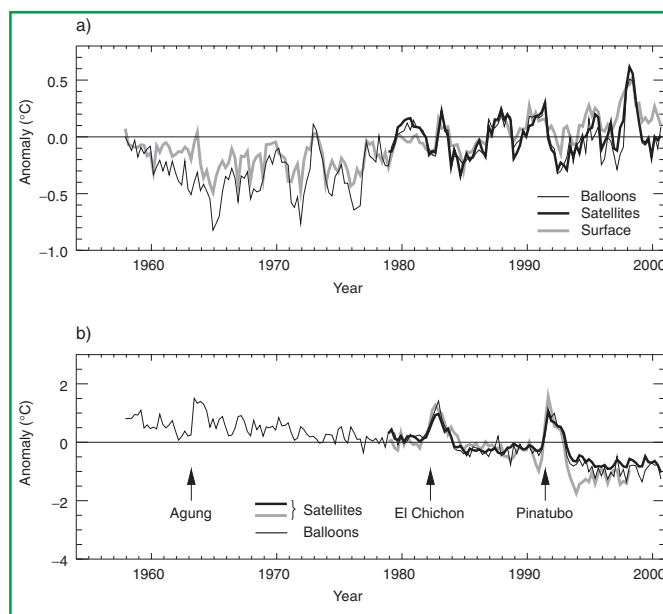 a)
0.5
0.0
−0.5
−1.0
Anomaly (°C)
Balloons
Satellites
Surface
1960 1970 1980 1990 2000
Year
b)
2
0
−2
−4
Anomaly (°C)
Agung
El Chichon
Pinatubo
Satellites
Balloons
1960 1970 1980 1990 2000
Year